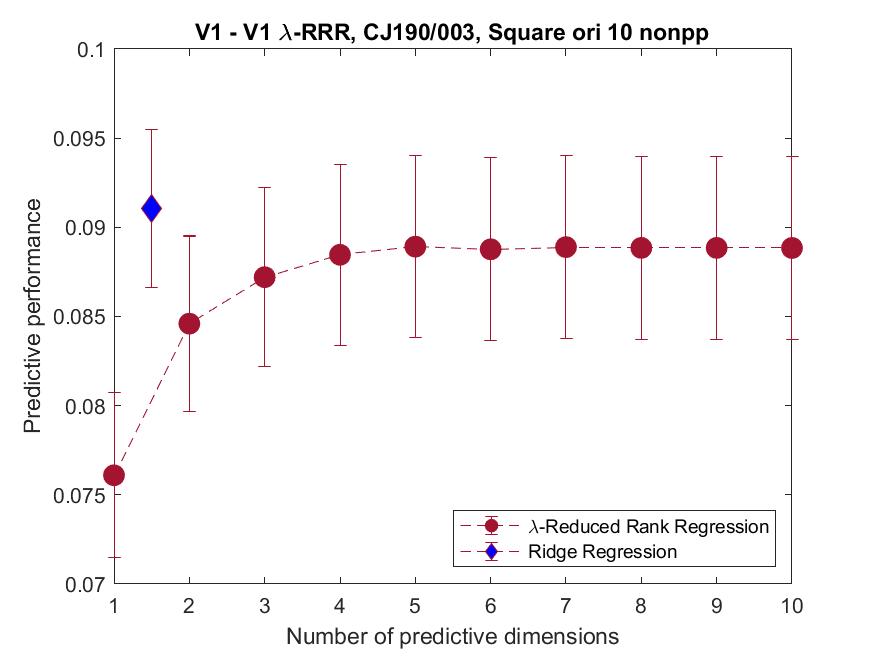 V1 - V1 λ-RRR, CJ190/003, Square ori 10 nonpp
0.1
0.095
0.09
0.085
0.08
0.075
0.07
Predictive performance
1 2 3 4 5 6 7 8 9 10
Number of predictive dimensions
λ-Reduced Rank Regression
Ridge Regression